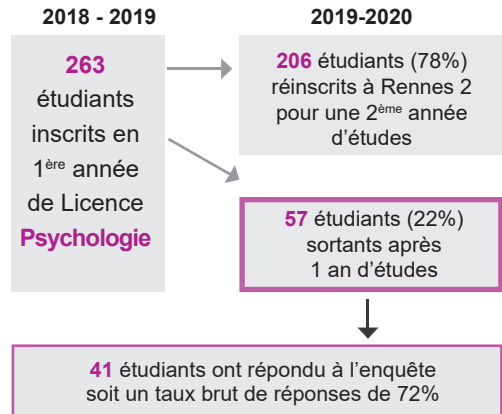 2018 - 2019
2019-2020
263
étudiants
inscrits en
1ère année
de Licence
Psychologie
206 étudiants (78%)
réinscrits à Rennes 2
pour une 2ème année
d’études
57 étudiants (22%)
sortants après
1 an d’études
41 étudiants ont répondu à l’enquête
soit un taux brut de réponses de 72%